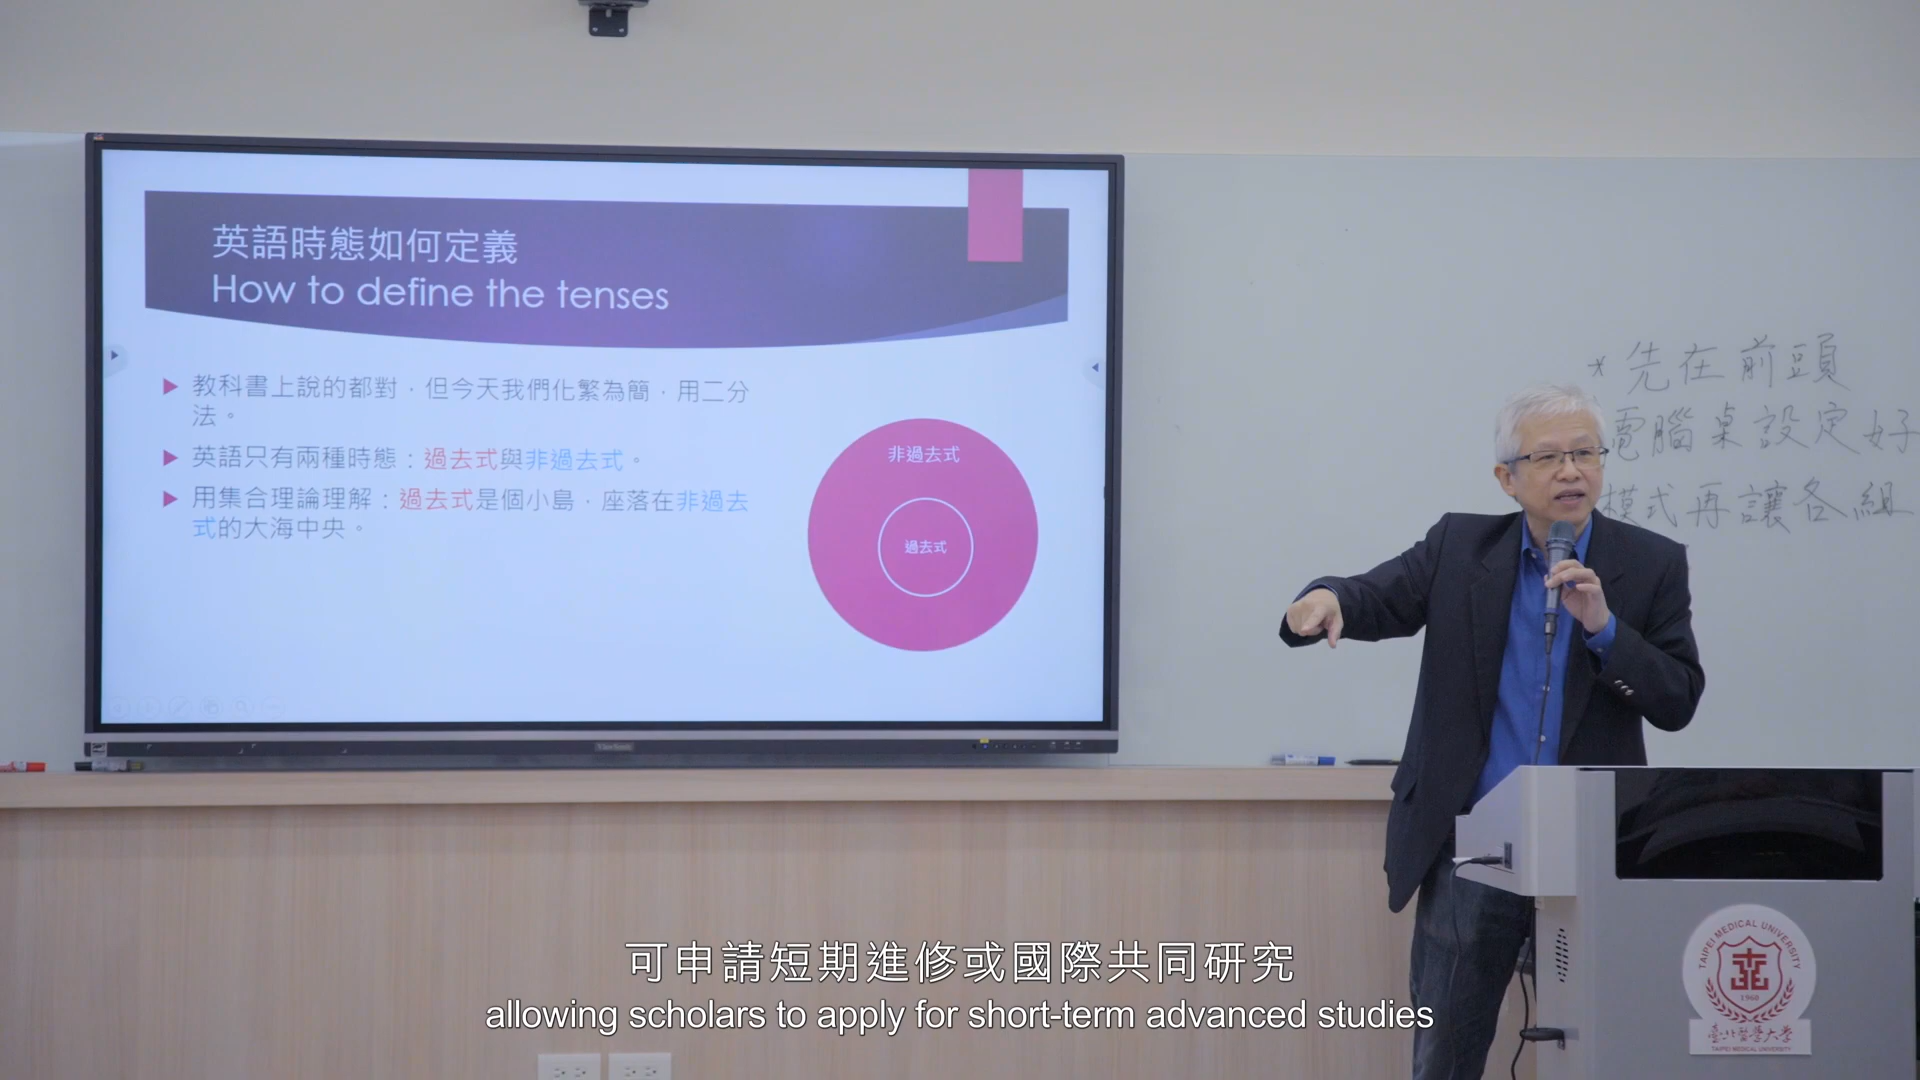 英語時態如何定義
How to define the tenses
教科書上說的都對，但今天我們化繁為簡，用二分
法。
英語只有兩種時態：過去式與非過去式。
用集合理論理解：過去式是個小島，座落在非過去
式的大海中央。
非過去式
過去式
ViewSonic
*先在前頭
電腦桌設定好
模式再讓各組
TAIPEI MEDICAL UNIVERSITY
1960
臺北醫學大學
TAIPEI MEDICAL UNIVERSITY
可申請短期進修或國際共同研究
allowing scholars to apply for short-term advanced studies